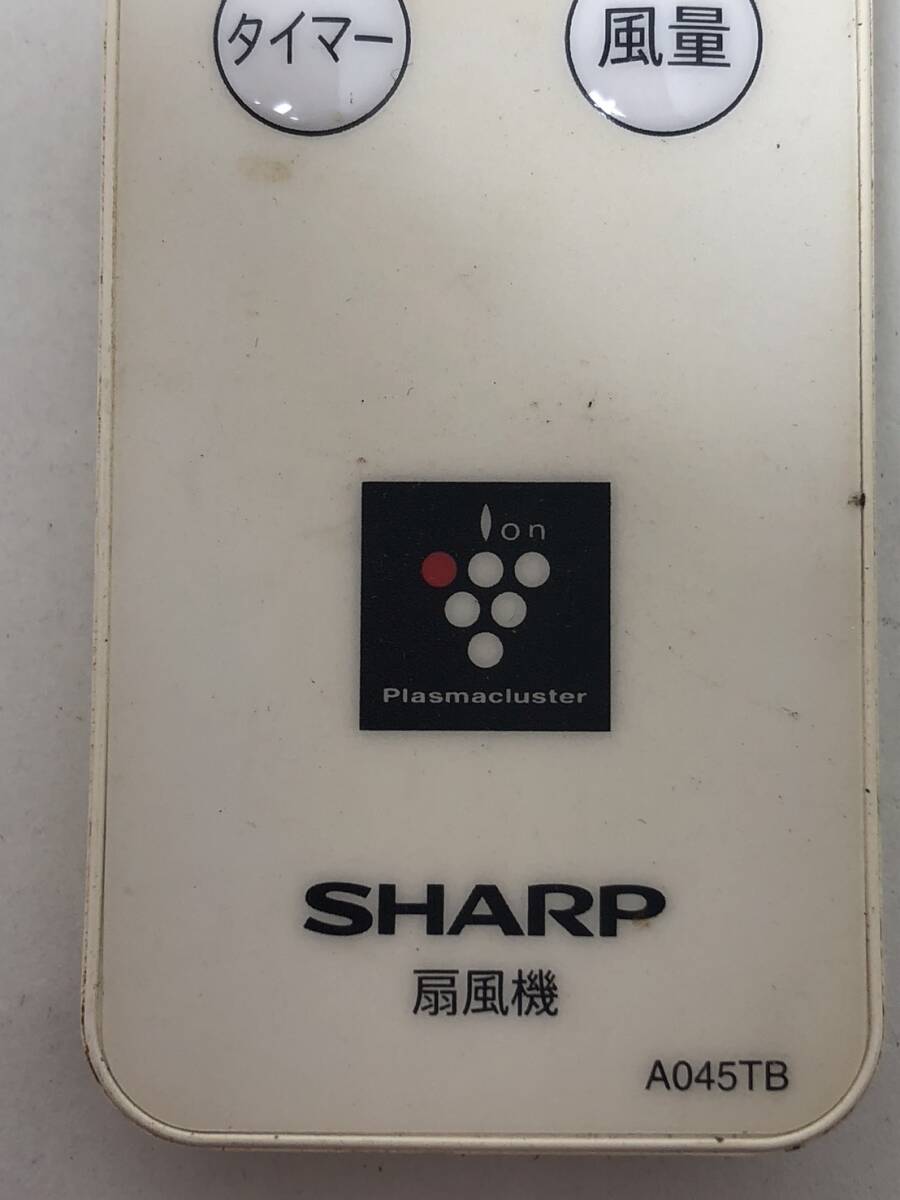 タイマー
風量
Ion
Plasmacluster
SHARP
扇風機
A045TB